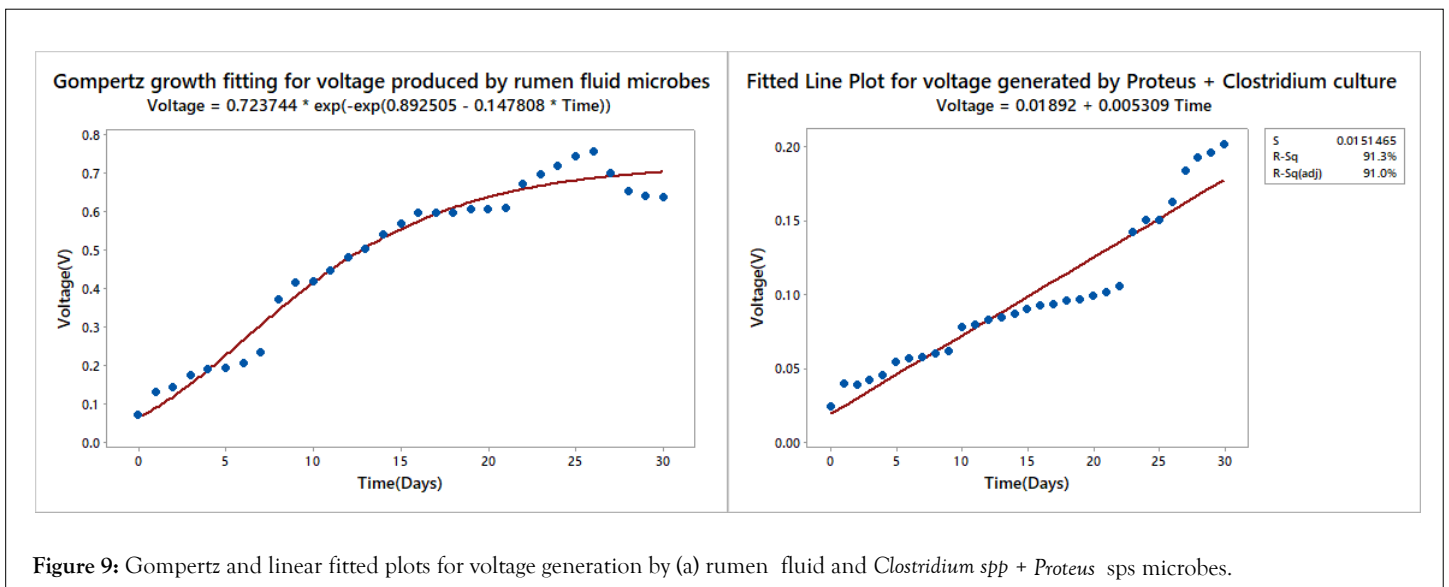 Gompertz growth fitting for voltage produced by rumen fluid microbes
Voltage = 0.723744 * exp(-exp(0.892505 - 0.147808 * Time))
0.8
0.7
0.6
0.5
0.4
0.3
0.2
0.1
0.0
Voltage(V)
0 5 10 15 20 25 30
Time(Days)
Fitted Line Plot for voltage generated by Proteus + Clostridium culture
Voltage = 0.01892 + 0.005309 Time
S 0.0151465
R-Sq 91.3%
R-Sq(adj) 91.0%
0.20
0.15
0.10
0.05
0.00
Voltage(V)
0 5 10 15 20 25 30
Time(Days)
Figure 9: Gompertz and linear fitted plots for voltage generation by (a) rumen fluid and Clostridium spp + Proteus sps microbes.